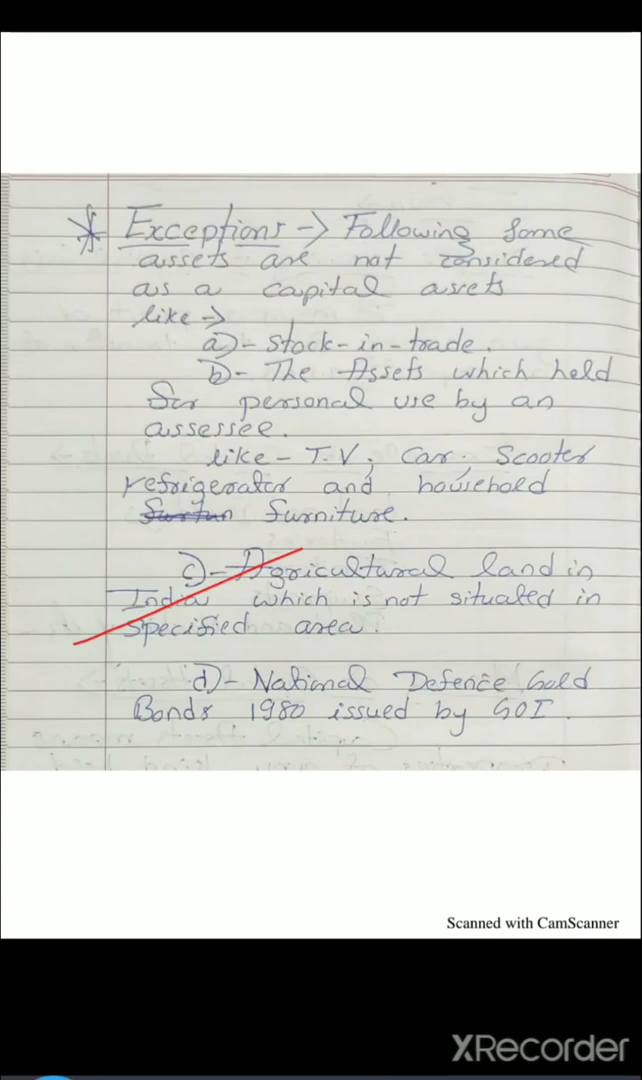 * Exceptions -> Following some
assets are not considered
as a capital assets
like ->
a)- Stock-in-trade.
b)- The Assets which held
for personal use by an
assessee.
like - T.V, Car, Scooter
refrigerator and household
furniture.
c)- Agricultural land in
India which is not situated in
specified area.
d)- National Defence Gold
Bonds 1980 issued by GOI.
Scanned with CamScanner
XRecorder